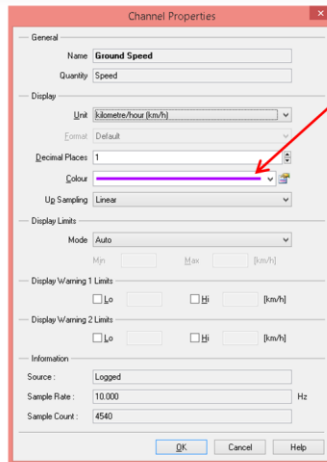 Channel Properties
General
Name Ground Speed
Quantity Speed
Display
Unit kilometre/hour (km/h)
Format Default
Decimal Places 1
Colour
Up Sampling Linear
Display Limits
Mode Auto
Min Max [km/h]
Display Warning 1 Limits
Lo Hi [km/h]
Display Warning 2 Limits
Lo Hi [km/h]
Information
Source : Logged
Sample Rate : 10.000 Hz
Sample Count : 4540
OK Cancel Help